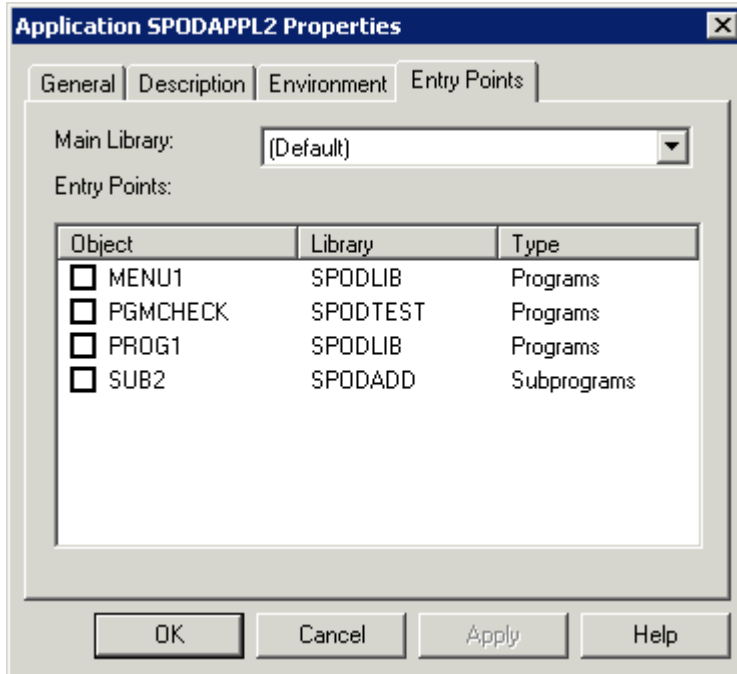 Application SPODAPPL2 Properties
General Description Environment Entry Points
Main Library: (Default)
Entry Points:
Object Library Type
MENU1 SPODLIB Programs
PGMCHECK SPODTEST Programs
PROG1 SPODLIB Programs
SUB2 SPODADD Subprograms
OK Cancel Apply Help